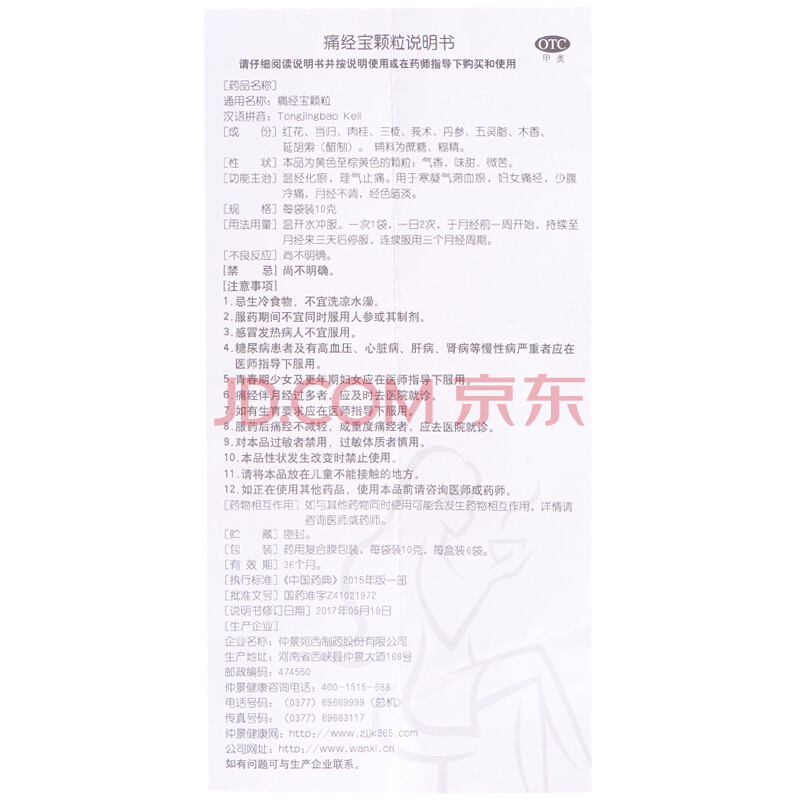 痛经宝颗粒说明书
OTC
甲类
请仔细阅读说明书并按说明使用或在药师指导下购买和使用
[药品名称]
通用名称：痛经宝颗粒
汉语拼音：Tongjingbao Keli
[成 份] 红花、当归、肉桂、三棱、莪术、丹参、五灵脂、木香、
延胡索（醋制）。 辅料为蔗糖、糊精。
[性 状] 本品为黄色至棕黄色的颗粒；气香，味甜、微苦。
[功能主治] 温经化瘀，理气止痛。用于寒凝气滞血瘀，妇女痛经，少腹
冷痛，月经不调，经色暗淡。
[规 格] 每袋装10克
[用法用量] 温开水冲服。一次1袋，一日2次，于月经前一周开始，持续至
月经来三天后停服，连续服用三个月经周期。
[不良反应] 尚不明确。
[禁 忌] 尚不明确。
[注意事项]
1.忌生冷食物、不宜洗凉水澡。
2.服药期间不宜同时服用人参或其制剂。
3.感冒发热病人不宜服用。
4.糖尿病患者及有高血压、心脏病、肝病、肾病等慢性病严重者应在
医师指导下服用。
5.青春期少女及更年期妇女应在医师指导下服用。
6.痛经伴月经过多者，应及时去医院就诊。
JD.COM 京东
7.如有生育要求应在医师指导下服用。
8.服药后痛经不减轻，或重度痛经者，应去医院就诊。
9.对本品过敏者禁用，过敏体质者慎用。
10.本品性状发生改变时禁止使用。
11.请将本品放在儿童不能接触的地方。
12.如正在使用其他药品，使用本品前请咨询医师或药师。
[药物相互作用] 如与其他药物同时使用可能会发生药物相互作用，详情请
咨询医师或药师。
[贮 藏] 密封。
[包 装] 药用复合膜包装，每袋装10克，每盒装6袋。
[有 效 期] 36个月。
[执行标准]《中国药典》2015年版一部
[批准文号] 国药准字Z41021972
[说明书修订日期] 2017年05月19日
[生产企业]
企业名称：仲景宛西制药股份有限公司
生产地址：河南省西峡县仲景大道168号
邮政编码：474550
仲景健康咨询电话：400-1515-688
电话号码：（0377）69669999（总机）
传真号码：（0377）69663117
仲景健康网：http://www.zjjk365.com
公司网址：http://www.wanxi.cn
如有问题可与生产企业联系。